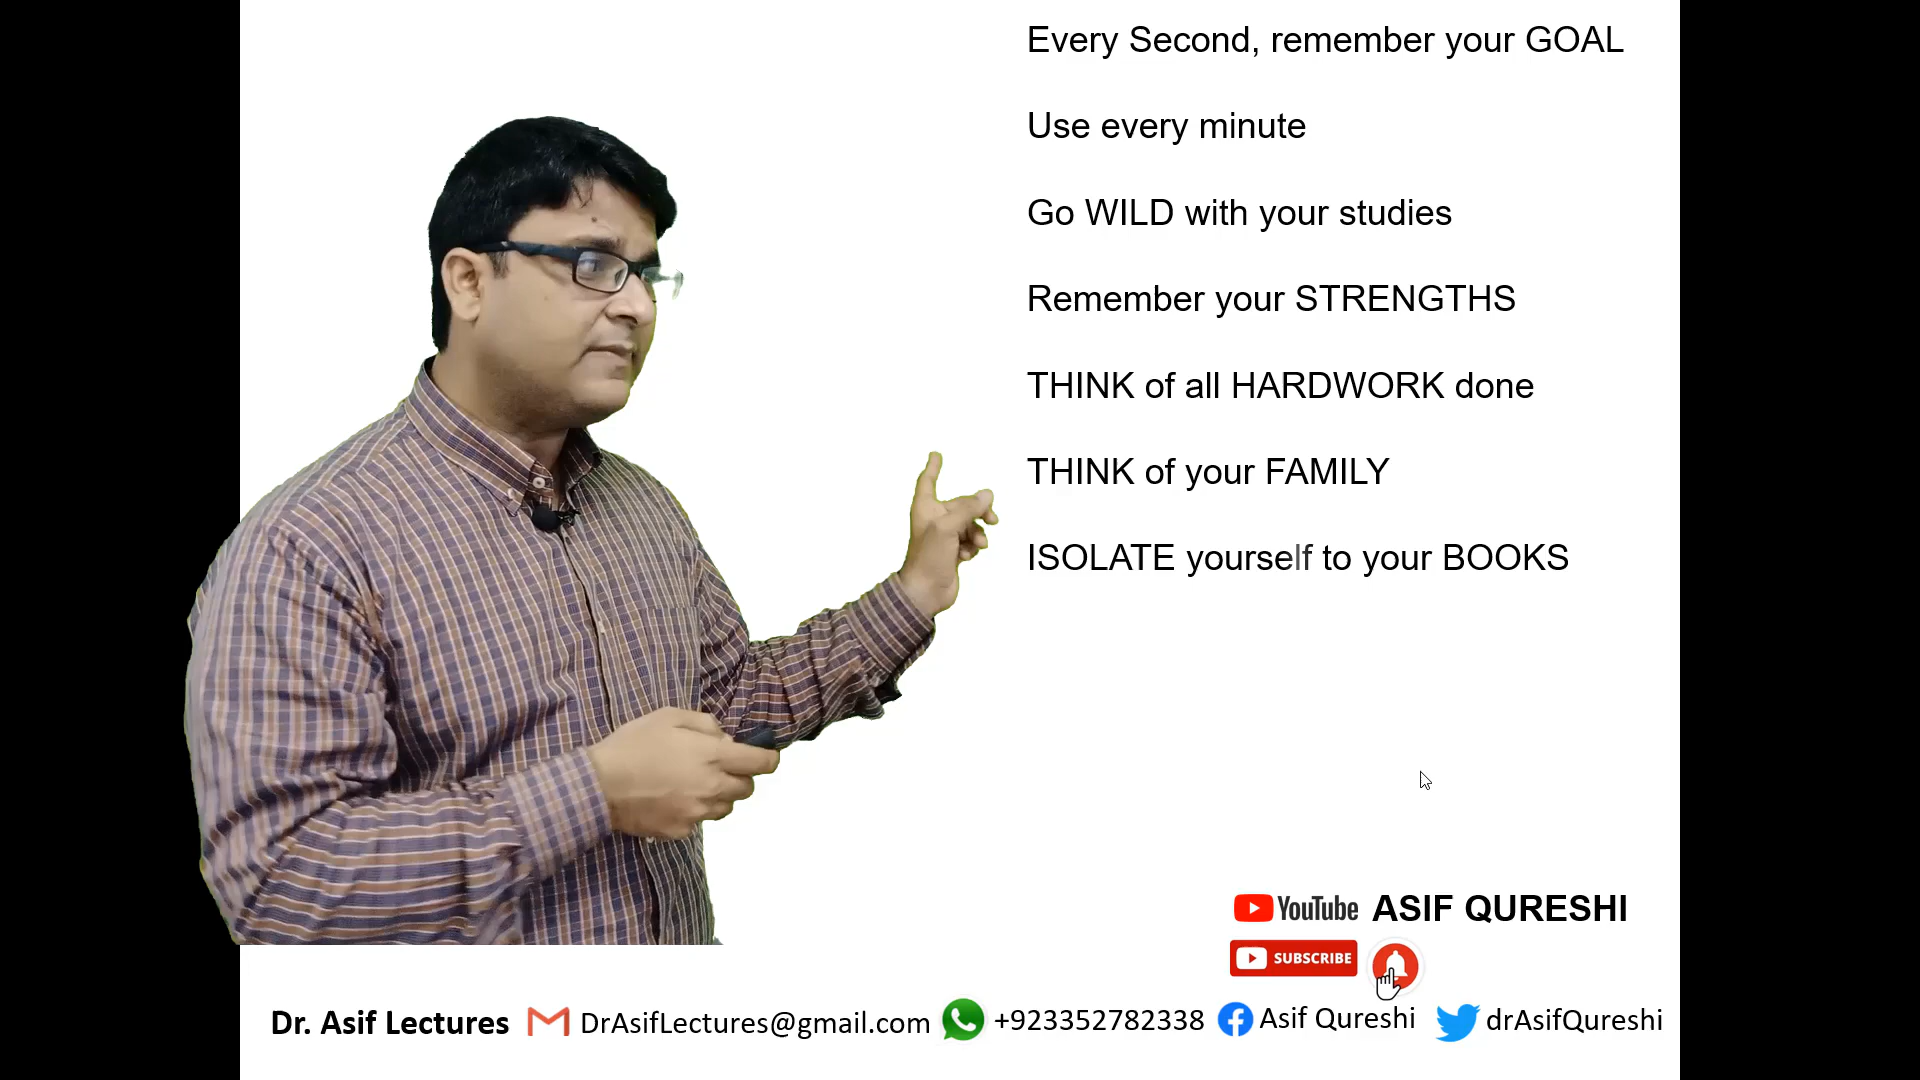 Every Second, remember your GOAL
Use every minute
Go WILD with your studies
Remember your STRENGTHS
THINK of all HARDWORK done
THINK of your FAMILY
ISOLATE yourself to your BOOKS
YouTube ASIF QURESHI
SUBSCRIBE
Dr. Asif Lectures DrAsifLectures@gmail.com +923352782338 Asif Qureshi drAsifQureshi